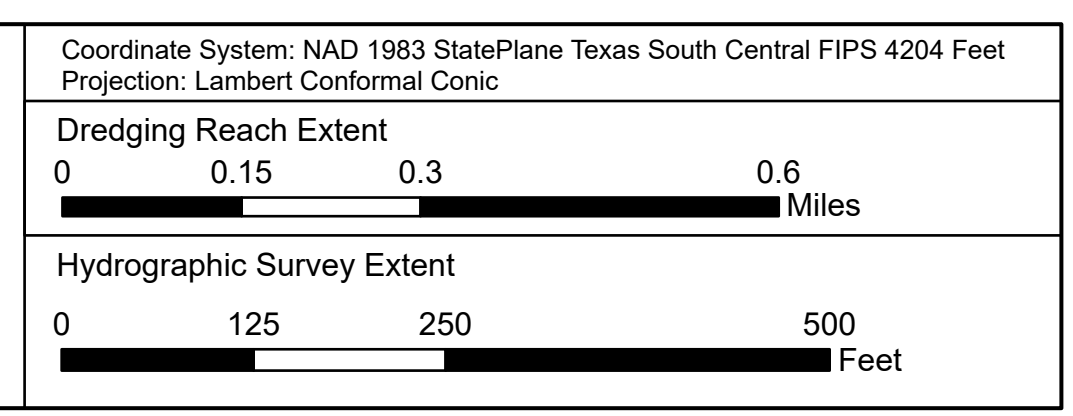 Coordinate System: NAD 1983 StatePlane Texas South Central FIPS 4204 Feet
Projection: Lambert Conformal Conic
Dredging Reach Extent
0 0.15 0.3 0.6
Miles
Hydrographic Survey Extent
0 125 250 500
Feet